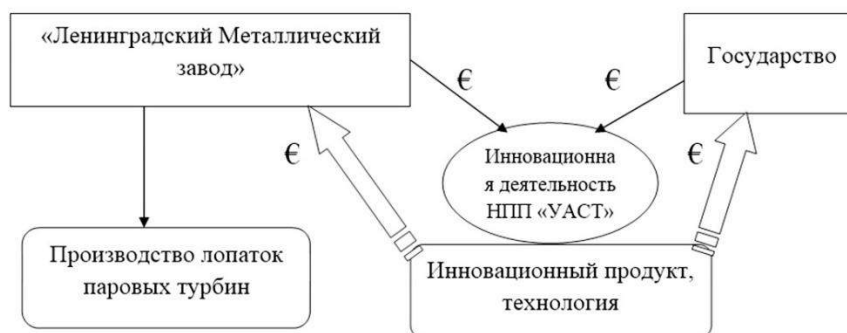 «Ленинградский Металлический
завод»
Государство
€
€
€
€
Инновационна
я деятельность
НПП «УАСТ»
Производство лопаток
паровых турбин
Инновационный продукт,
технология